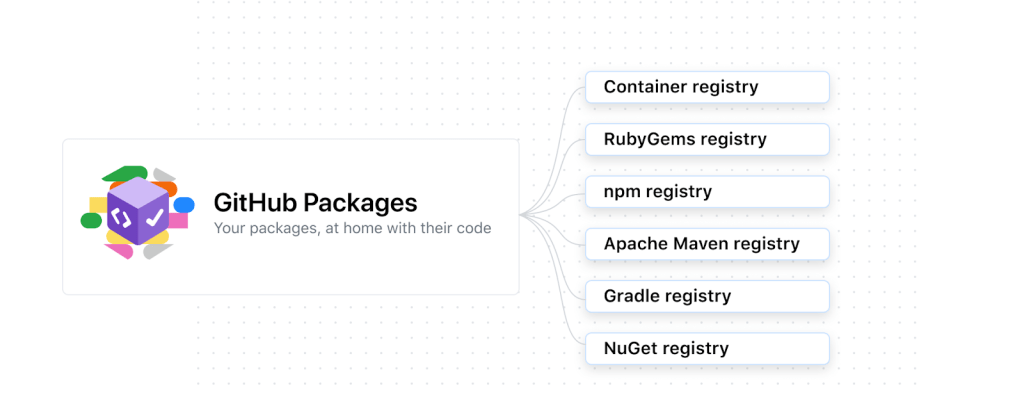 GitHub Packages
Your packages, at home with their code
Container registry
RubyGems registry
npm registry
Apache Maven registry
Gradle registry
NuGet registry